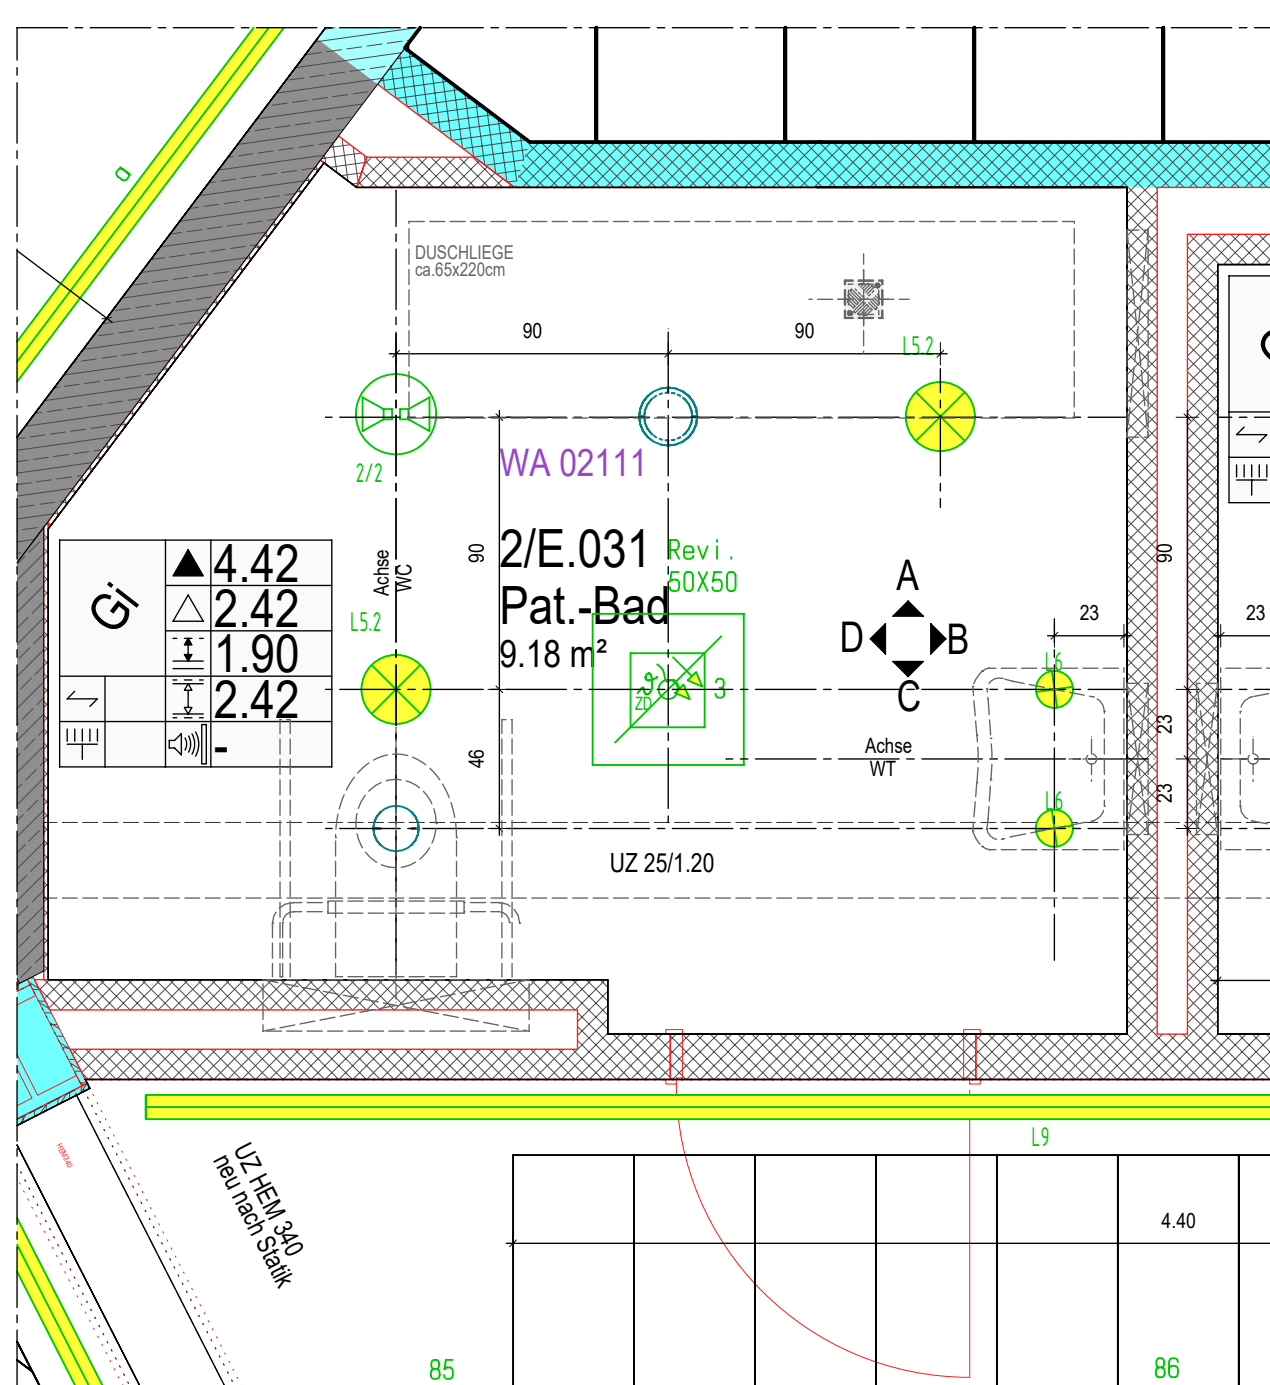 DUSCHLIEGE
ca.65x220cm
90
90
L5.2
2/2
WA 02111
Achse
WC
90
2/E.031
Pat.-Bad
9.18 m²
Revi.
50X50
L5.2
Gi
4.42
2.42
1.90
2.42
-
A
D
B
C
ZD
3
23
23
90
L6
23
23
L6
Achse
WT
46
UZ 25/1.20
L9
HEM340
UZ HEM 340
neu nach Statik
4.40
85
86